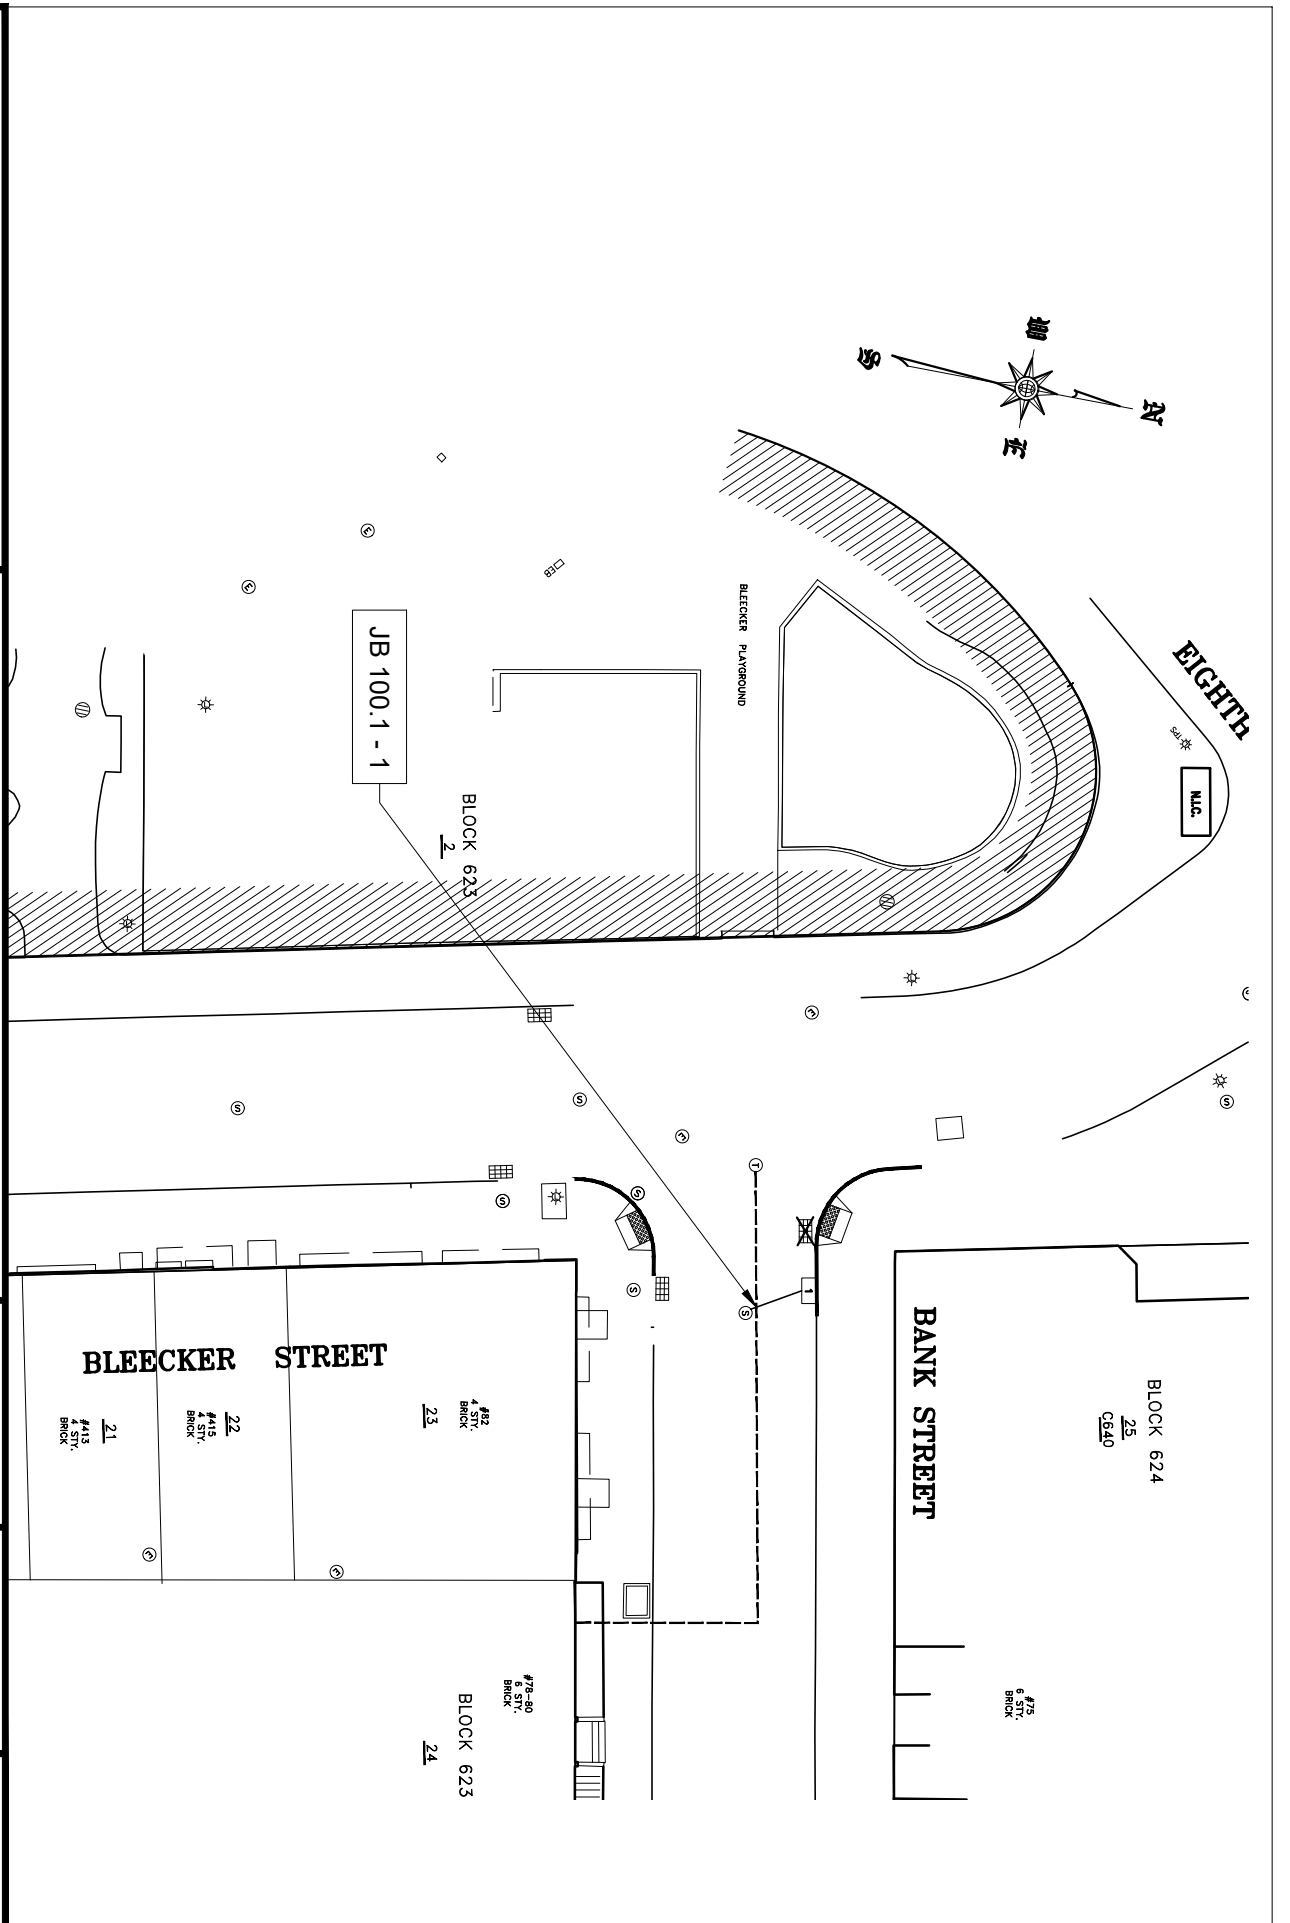 EIGHTH
W
S
N
E
TPS
N.I.C.
EB
BLEECKER PLAYGROUND
JB 100.1 - 1
BLOCK 623
2
E
E
E
S
S
S
E
S
T
S
S
S
S
1
E
E
BLEECKER STREET
BANK STREET
BLOCK 624
25
C640
#82
4 STY.
BRICK
23
22
#415
4 STY.
BRICK
21
#413
4 STY.
BRICK
#75
6 STY.
BRICK
#78-80
6 STY.
BRICK
BLOCK 623
24